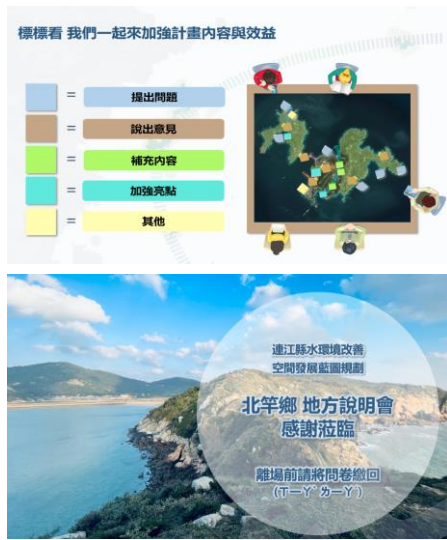 標標看 我們一起來加強計畫內容與效益
= 提出問題
= 說出意見
= 補充內容
= 加強亮點
= 其他
連江縣水環境改善
空間發展藍圖規劃
北竿鄉 地方說明會
感謝蒞臨
離場前請將問卷繳回
(ㄒㄧㄚˇ ㄌㄧㄚˋ)